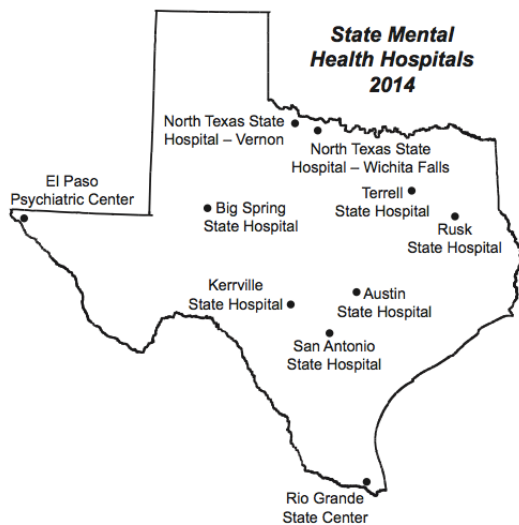 State Mental
Health Hospitals
2014
North Texas State
Hospital – Vernon
North Texas State
Hospital – Wichita Falls
El Paso
Psychiatric Center
Terrell
State Hospital
Big Spring
State Hospital
Rusk
State Hospital
Kerrville
State Hospital
Austin
State Hospital
San Antonio
State Hospital
Rio Grande
State Center